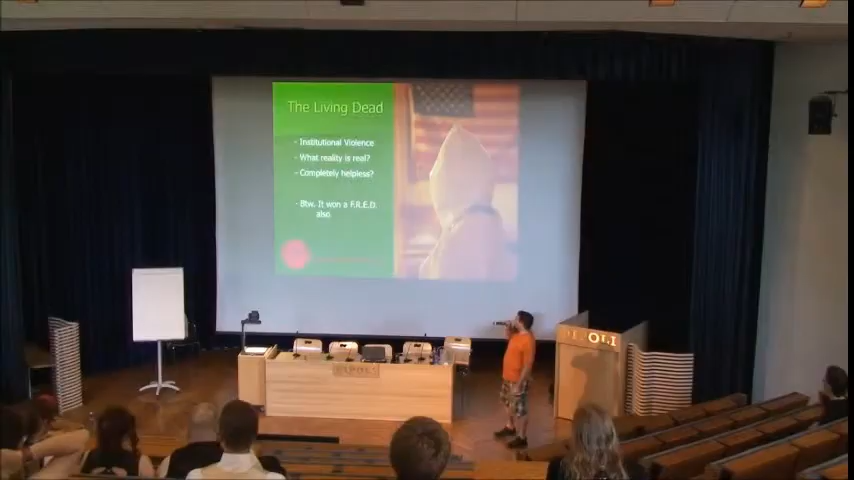 The Living Dead
- Institutional Violence
- What reality is real?
- Completely helpless?
- Btw. It won a F.R.E.D.
also